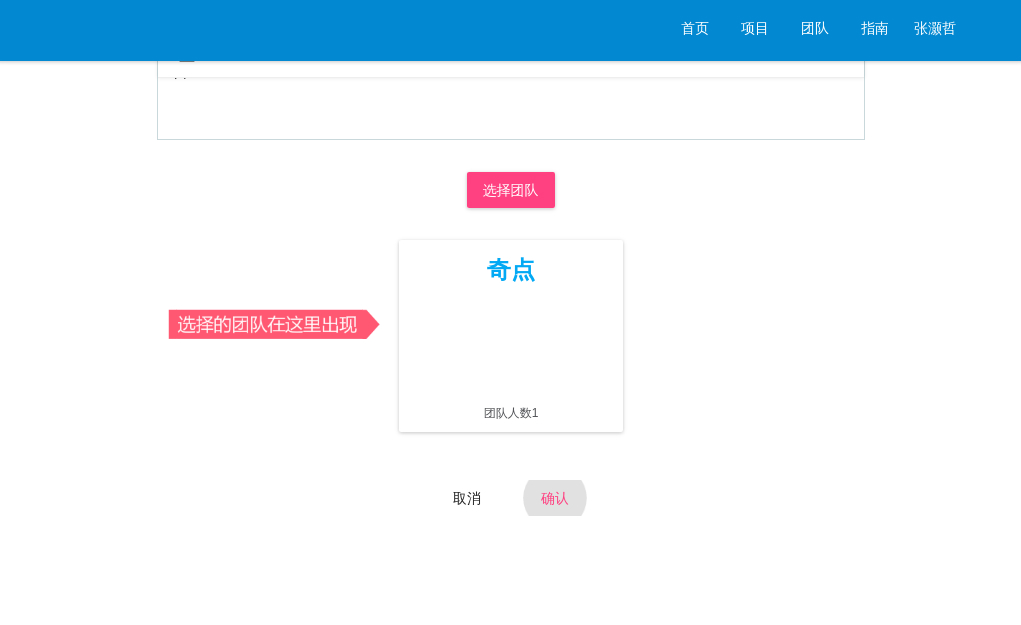 首页 项目 团队 指南 张灏哲
选择团队
奇点
选择的团队在这里出现
团队人数1
取消 确认